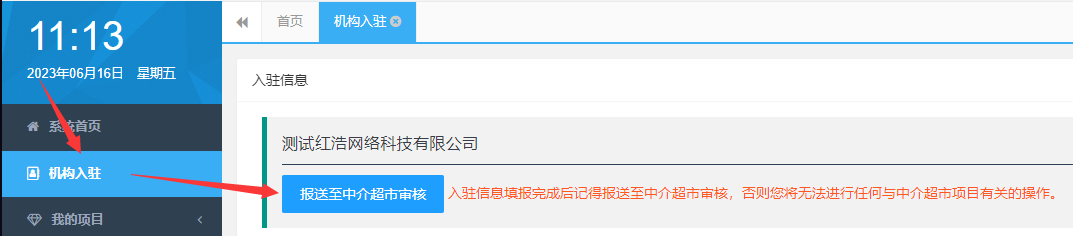 11:13
2023年06月16日 星期五
系统首页
机构入驻
我的项目
首页
机构入驻
入驻信息
测试红浩网络科技有限公司
报送至中介超市审核
入驻信息填报完成后记得报送至中介超市审核，否则您将无法进行任何与中介超市项目有关的操作。